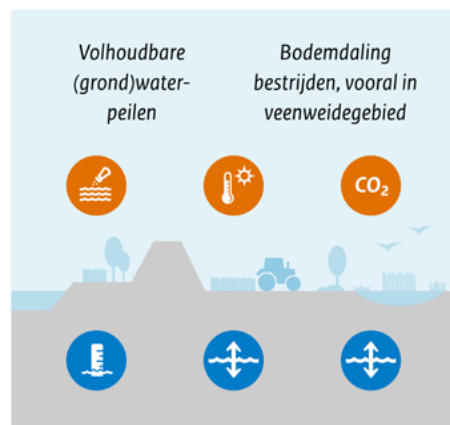 Volhoudbare
(grond)water-
peilen
Bodemdaling
bestrijden, vooral in
veenweidegebied
CO₂